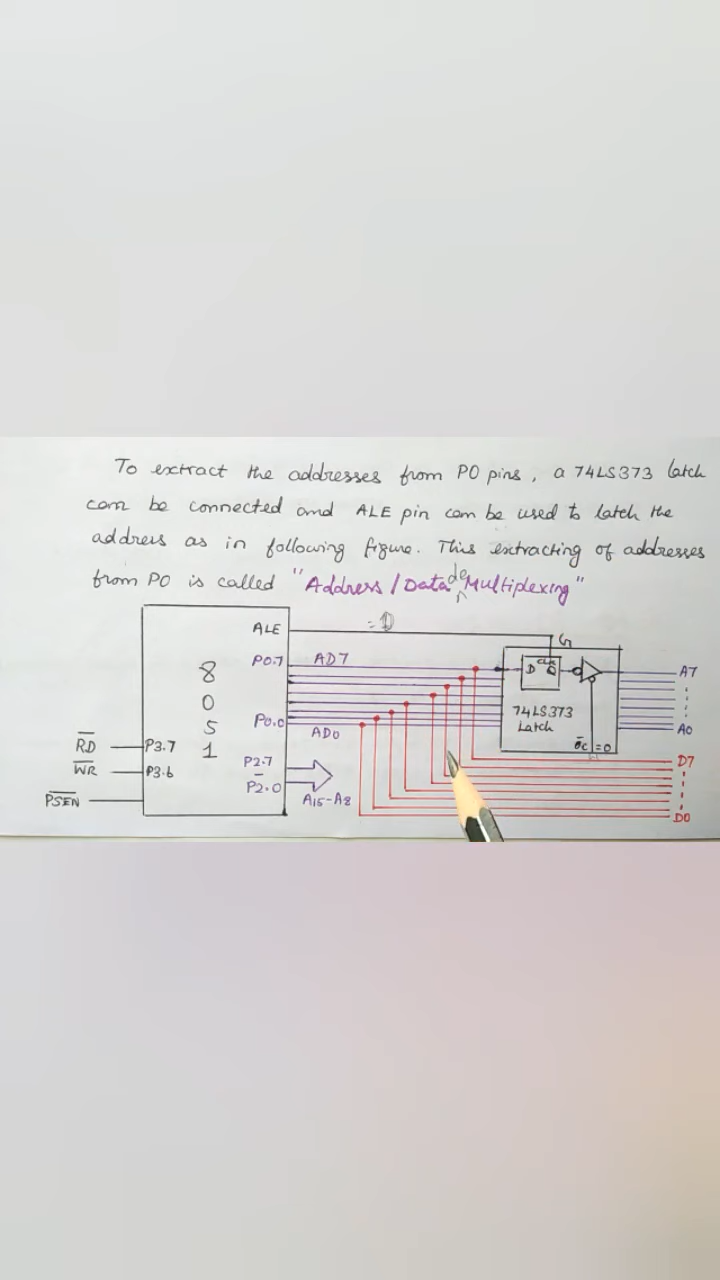 To extract the addresses from P0 pins, a 74LS373 latch
can be connected and ALE pin can be used to latch the
address as in following figure. This extracting of addresses
from P0 is called "Address / Data deMultiplexing"
ALE
G
P0.7
AD7
D
CLK
Q
A7
8
0
5
1
74LS373
Latch
P0.0
AD0
A0
RD
P3.7
OC
=0
WR
P3.6
P2.7
-
P2.0
D7
PSEN
A15-A8
D0